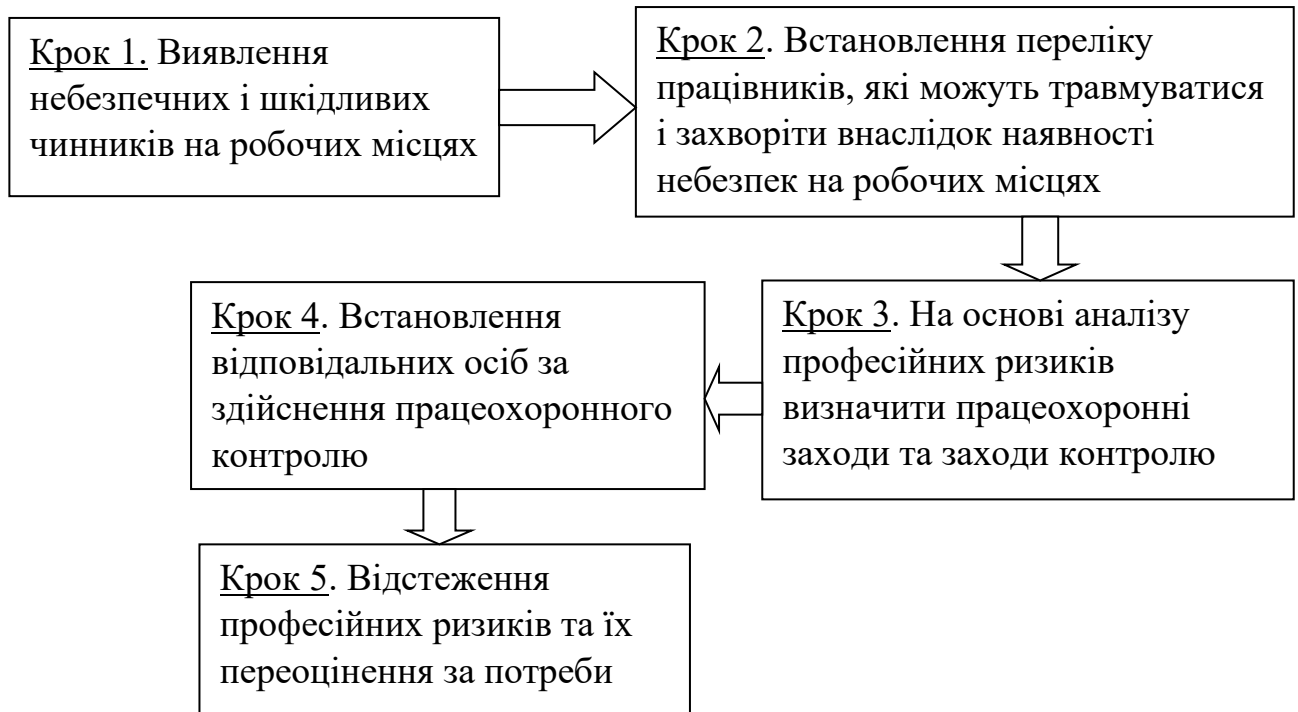 Крок 1. Виявлення
небезпечних і шкідливих
чинників на робочих місцях
Крок 2. Встановлення переліку
працівників, які можуть травмуватися
і захворіти внаслідок наявності
небезпек на робочих місцях
Крок 3. На основі аналізу
професійних ризиків
визначити працеохоронні
заходи та заходи контролю
Крок 4. Встановлення
відповідальних осіб за
здійснення працеохоронного
контролю
Крок 5. Відстеження
професійних ризиків та їх
переоцінення за потреби